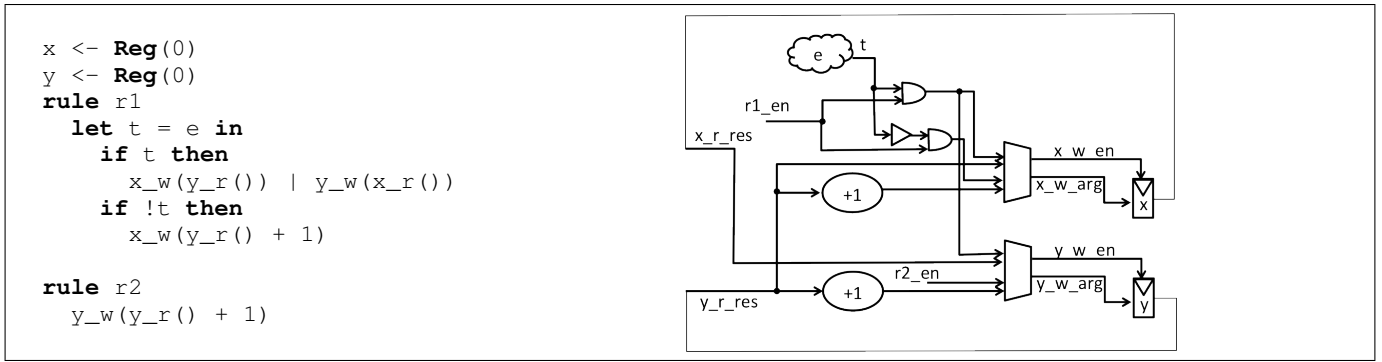 x <- Reg(0)
y <- Reg(0)
rule r1
let t = e in
if t then
x_w(y_r()) | y_w(x_r())
if !t then
x_w(y_r() + 1)
rule r2
y_w(y_r() + 1)
e
t
r1_en
x_r_res
+1
x_w_en
x_w_arg
x
r2_en
y_r_res
+1
y_w_en
y_w_arg
y